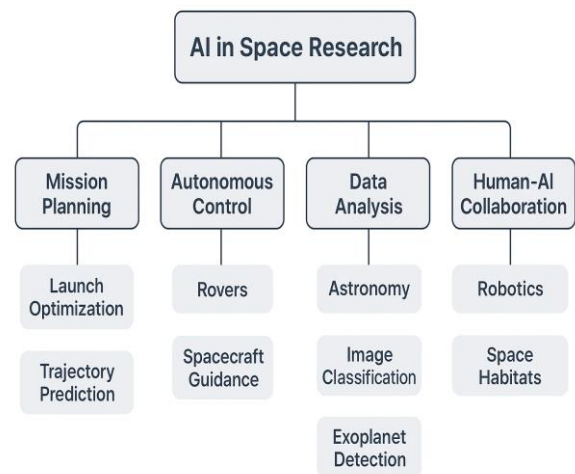 AI in Space Research
Mission
Planning
Autonomous
Control
Data
Analysis
Human-AI
Collaboration
Launch
Optimization
Trajectory
Prediction
Rovers
Spacecraft
Guidance
Astronomy
Image
Classification
Exoplanet
Detection
Robotics
Space
Habitats